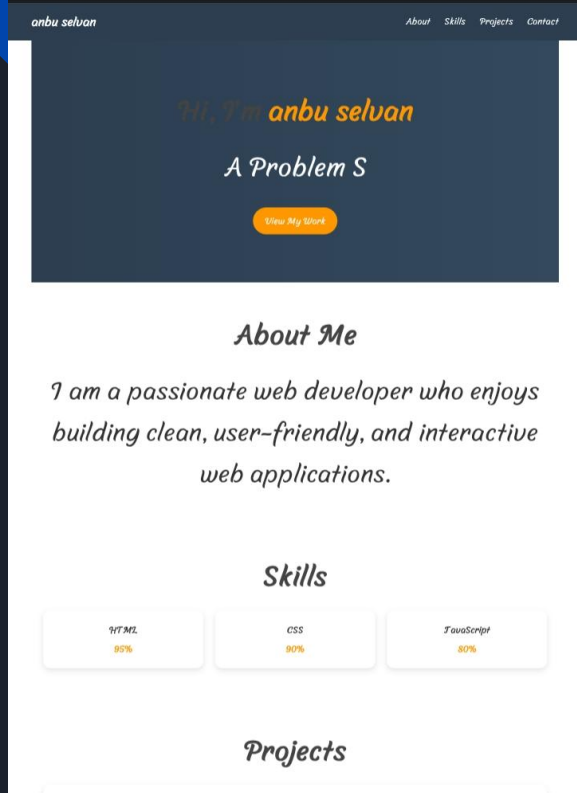 anbu selvan
About Skills Projects Contact
Hi, I'm anbu selvan
A Problem S
View My Work
About Me
I am a passionate web developer who enjoys
building clean, user-friendly, and interactive
web applications.
Skills
HTML
95%
CSS
90%
JavaScript
80%
Projects